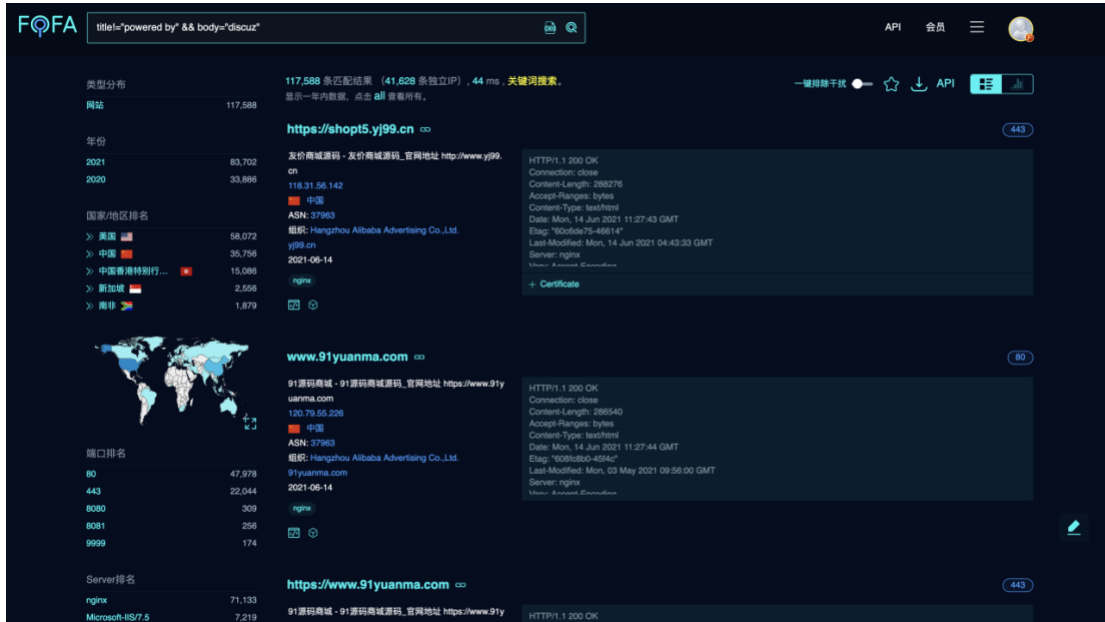 FOFA
title!="powered by" && body="discuz"
API
会员
类型分布
网站 117,588
年份
2021 83,702
2020 33,886
国家/地区排名
美国 58,072
中国 35,756
中国香港特别行... 15,086
新加坡 2,556
南非 1,879
端口排名
80 47,978
443 22,044
8080 309
8081 256
9999 174
Server排名
nginx 71,133
Microsoft-IIS/7.5 7,219
117,588 条匹配结果 (41,628 条独立IP) , 44 ms , 关键词搜索。
显示一年内数据，点击 all 查看所有。
一键排除干扰
API
https://shopt5.yj99.cn
443
友价商城源码 - 友价商城源码_官网地址 http://www.yj99.
cn
118.31.56.142
中国
ASN: 37963
组织: Hangzhou Alibaba Advertising Co.,Ltd.
yj99.cn
2021-06-14
nginx
HTTP/1.1 200 OK
Connection: close
Content-Length: 288276
Accept-Ranges: bytes
Content-Type: text/html
Date: Mon, 14 Jun 2021 11:27:43 GMT
Etag: "60c6de75-46614"
Last-Modified: Mon, 14 Jun 2021 04:43:33 GMT
Server: nginx
Vary: Accept-Encoding
+ Certificate
www.91yuanma.com
80
91源码商城 - 91源码商城源码_官网地址 https://www.91y
uanma.com
120.79.55.226
中国
ASN: 37963
组织: Hangzhou Alibaba Advertising Co.,Ltd.
91yuanma.com
2021-06-14
nginx
HTTP/1.1 200 OK
Connection: close
Content-Length: 286540
Accept-Ranges: bytes
Content-Type: text/html
Date: Mon, 14 Jun 2021 11:27:44 GMT
Etag: "608fc8b0-45f4c"
Last-Modified: Mon, 03 May 2021 09:56:00 GMT
Server: nginx
Vary: Accept-Encoding
https://www.91yuanma.com
443
91源码商城 - 91源码商城源码_官网地址 https://www.91y
HTTP/1.1 200 OK